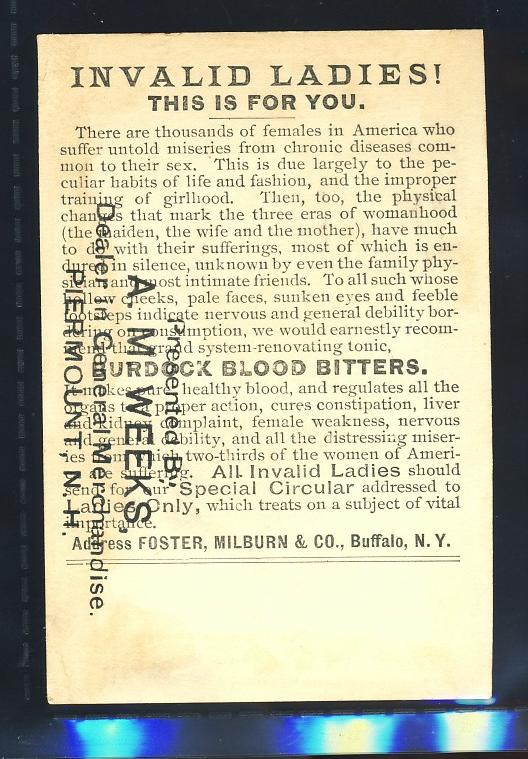 INVALID LADIES!
THIS IS FOR YOU.
There are thousands of females in America who
suffer untold miseries from chronic diseases com-
mon to their sex. This is due largely to the pe-
culiar habits of life and fashion, and the improper
training of girlhood. Then, too, the physical
changes that mark the three eras of womanhood
(the maiden, the wife and the mother), have much
to do with their sufferings, most of which is en-
dured in silence, unknown by even the family phy-
sician and most intimate friends. To all such whose
hollow cheeks, pale faces, sunken eyes and feeble
footsteps indicate nervous and general debility bor-
dering on consumption, we would earnestly recom-
mend that grand system-renovating tonic,
BURDOCK BLOOD BITTERS.
It makes pure, healthy blood, and regulates all the
organs to a proper action, cures constipation, liver
and kidney complaint, female weakness, nervous
and general debility, and all the distressing miser-
ies from which two-thirds of the women of Ameri-
ca are suffering. All Invalid Ladies should
send for our Special Circular addressed to
Ladies Only, which treats on a subject of vital
importance.
Address FOSTER, MILBURN & CO., Buffalo, N. Y.
Presented By
A. M. WEEKS,
Dealer in General Merchandise.
PIERMOUNT, N. H.